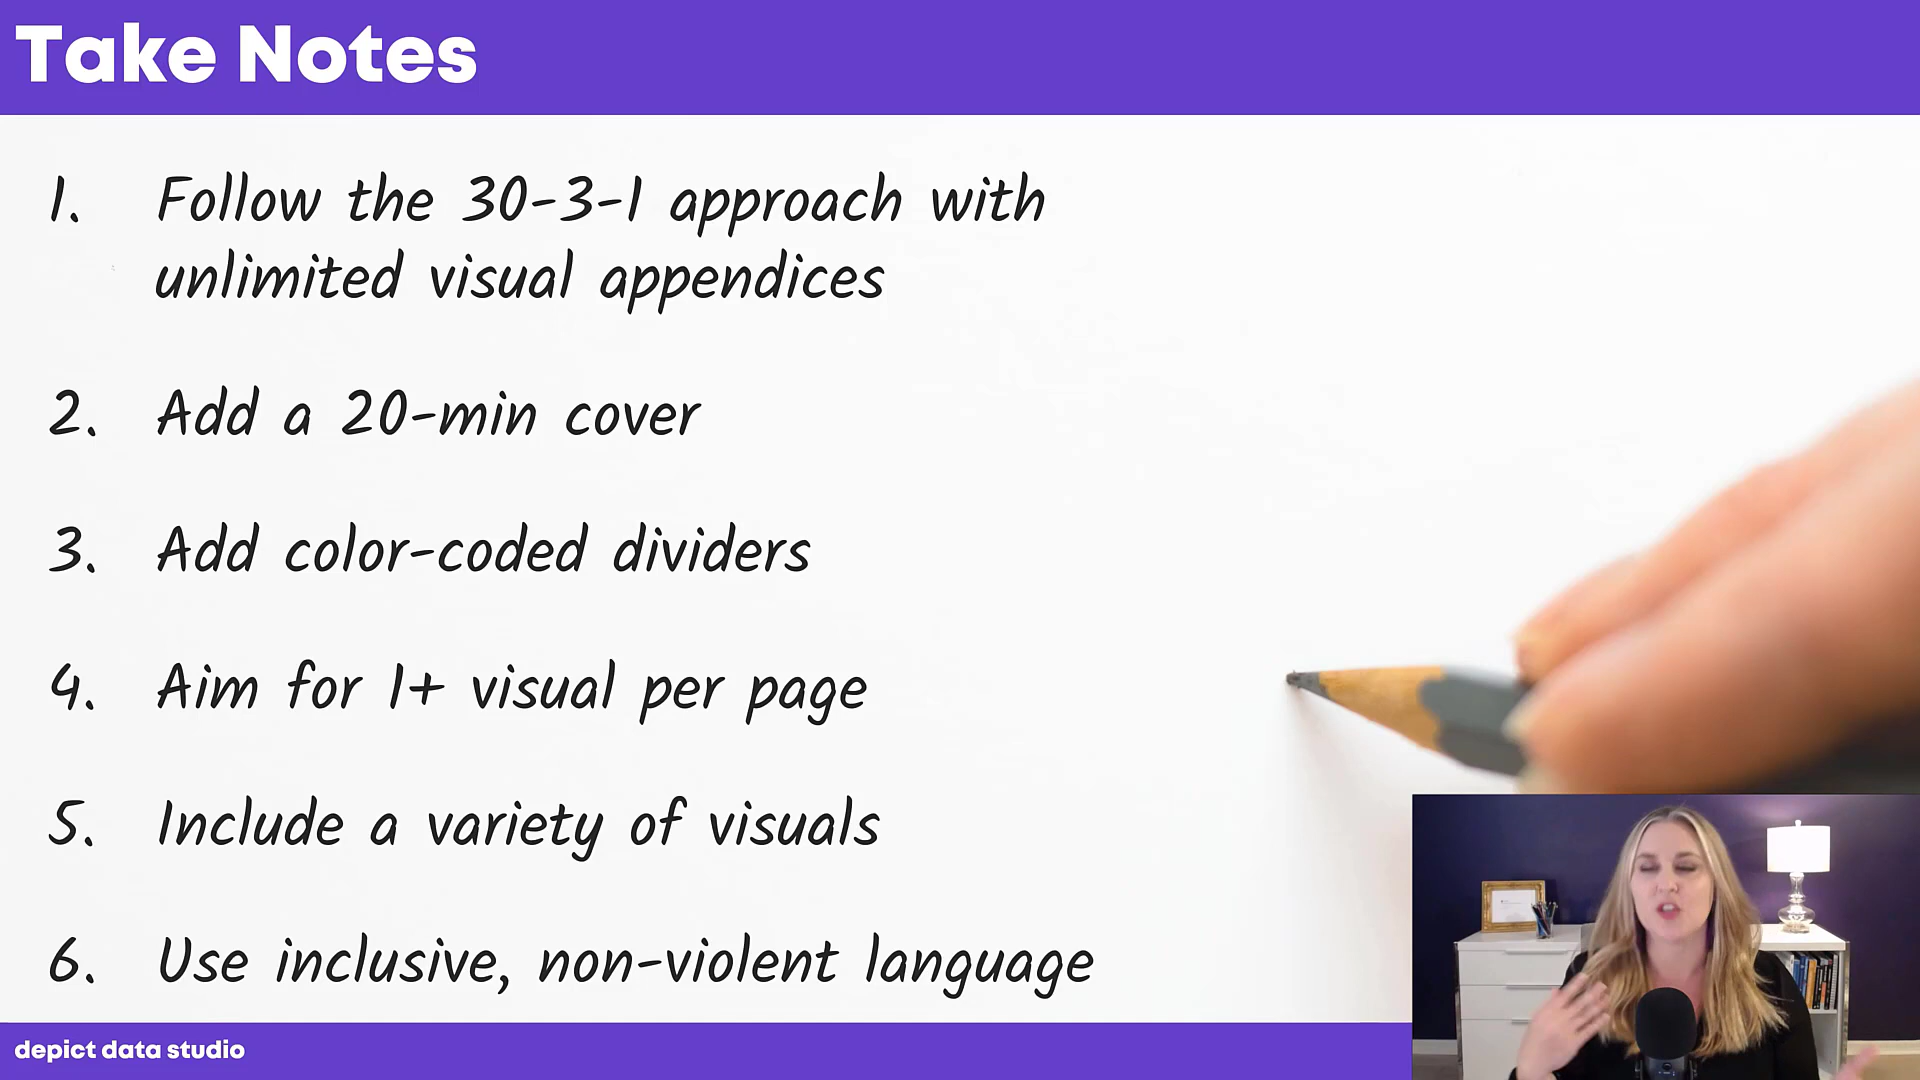 Take Notes
1. Follow the 30-3-1 approach with
unlimited visual appendices
2. Add a 20-min cover
3. Add color-coded dividers
4. Aim for 1+ visual per page
5. Include a variety of visuals
6. Use inclusive, non-violent language
depict data studio